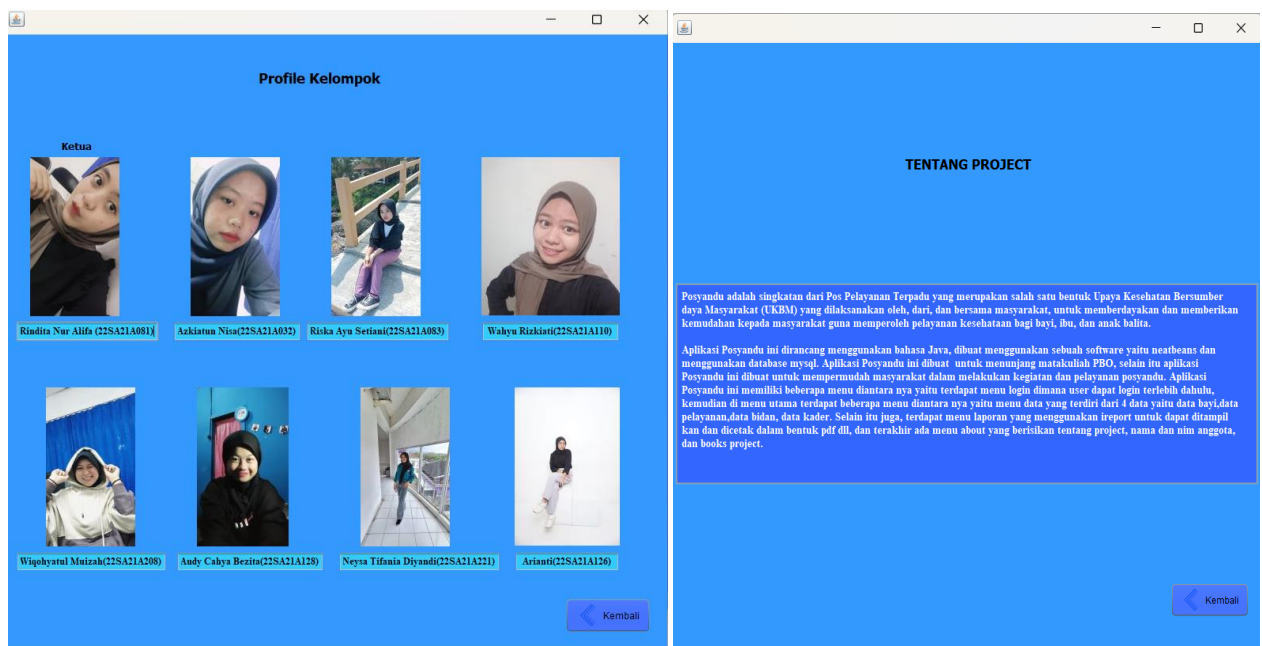 Profile Kelompok
Ketua
Rindita Nur Alifa (22SA21A081)
Azkiatun Nisa(22SA21A032)
Riska Ayu Setiani(22SA21A083)
Wahyu Rizkiati(22SA21A110)
Wiqohyatul Muizah(22SA21A208)
Audy Cahya Bezita(22SA21A128)
Neysa Tifania Diyandi(22SA21A221)
Arianti(22SA21A126)
Kembali
TENTANG PROJECT
Posyandu adalah singkatan dari Pos Pelayanan Terpadu yang merupakan salah satu bentuk Upaya Kesehatan Bersumber
daya Masyarakat (UKBM) yang dilaksanakan oleh, dari, dan bersama masyarakat, untuk memberdayakan dan memberikan
kemudahan kepada masyarakat guna memperoleh pelayanan kesehataan bagi bayi, ibu, dan anak balita.
Aplikasi Posyandu ini dirancang menggunakan bahasa Java, dibuat menggunakan sebuah software yaitu neatbeans dan
menggunakan database mysql. Aplikasi Posyandu ini dibuat untuk menunjang matakuliah PBO, selain itu aplikasi
Posyandu ini dibuat untuk mempermudah masyarakat dalam melakukan kegiatan dan pelayanan posyandu. Aplikasi
Posyandu ini memiliki beberapa menu diantara nya yaitu terdapat menu login dimana user dapat login terlebih dahulu,
kemudian di menu utama terdapat beberapa menu diantara nya yaitu menu data yang terdiri dari 4 data yaitu data bayi,data
pelayanan,data bidan, data kader. Selain itu juga, terdapat menu laporan yang menggunakan ireport untuk dapat ditampil
kan dan dicetak dalam bentuk pdf dll, dan terakhir ada menu about yang berisikan tentang project, nama dan nim anggota,
dan books project.
Kembali